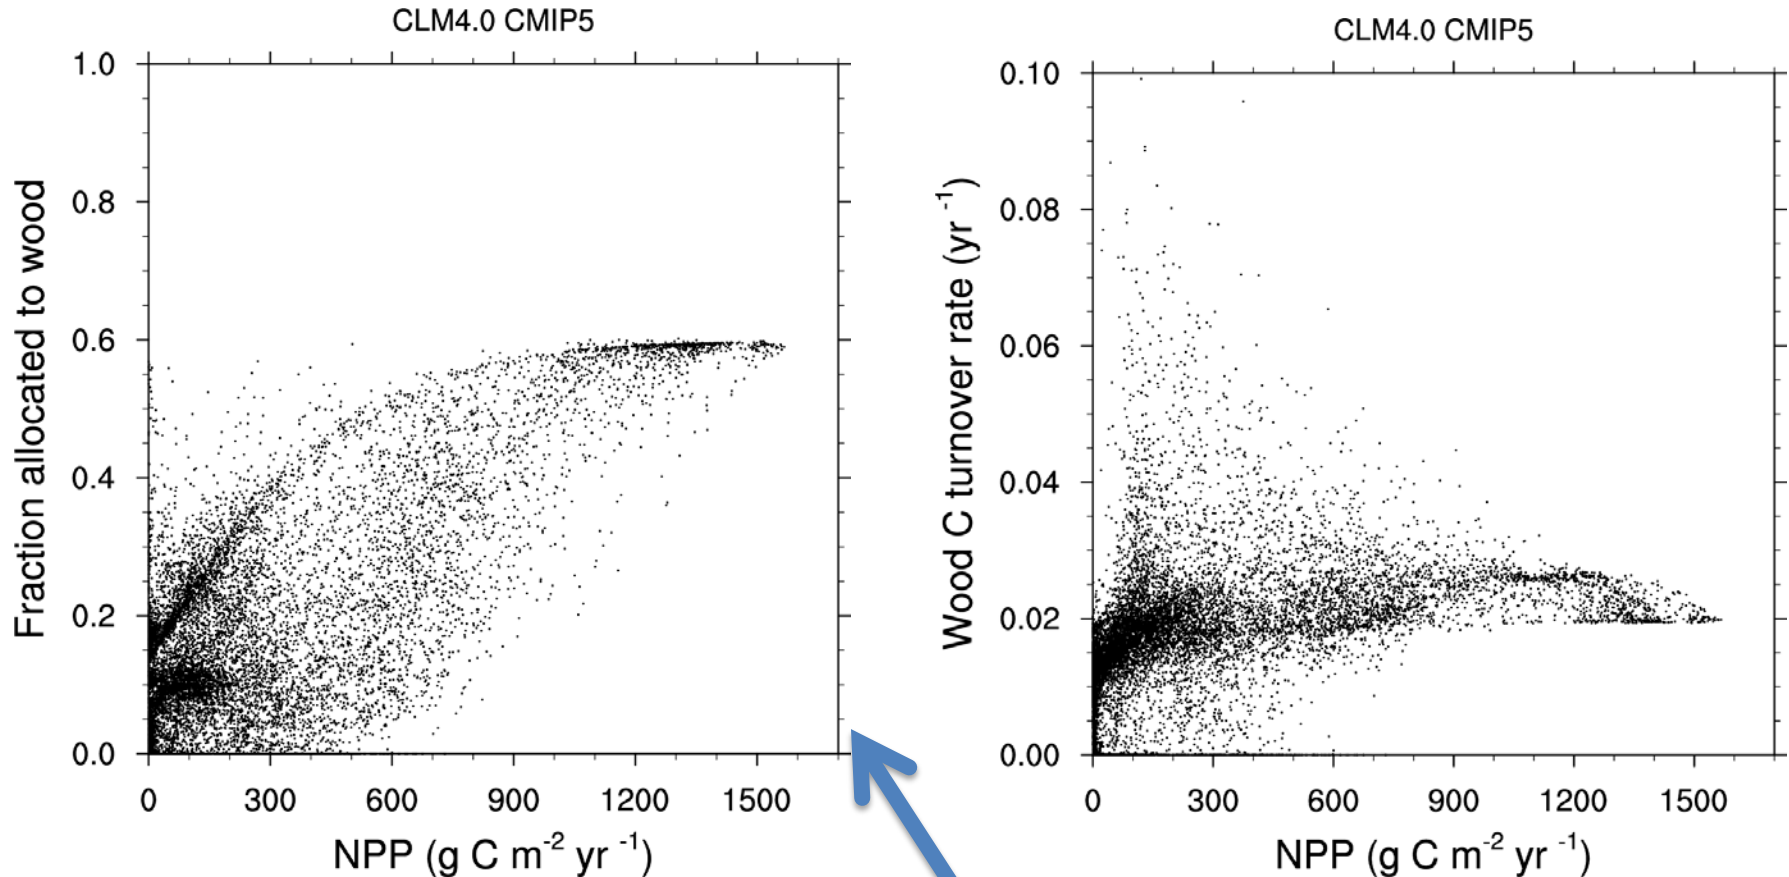 CLM4.0 CMIP5
1.0
0.8
0.6
0.4
0.2
0.0
0 300 600 900 1200 1500
Fraction allocated to wood
NPP (g C m⁻² yr ⁻¹)
CLM4.0 CMIP5
0.10
0.08
0.06
0.04
0.02
0.00
0 300 600 900 1200 1500
Wood C turnover rate (yr ⁻¹)
NPP (g C m⁻² yr ⁻¹)